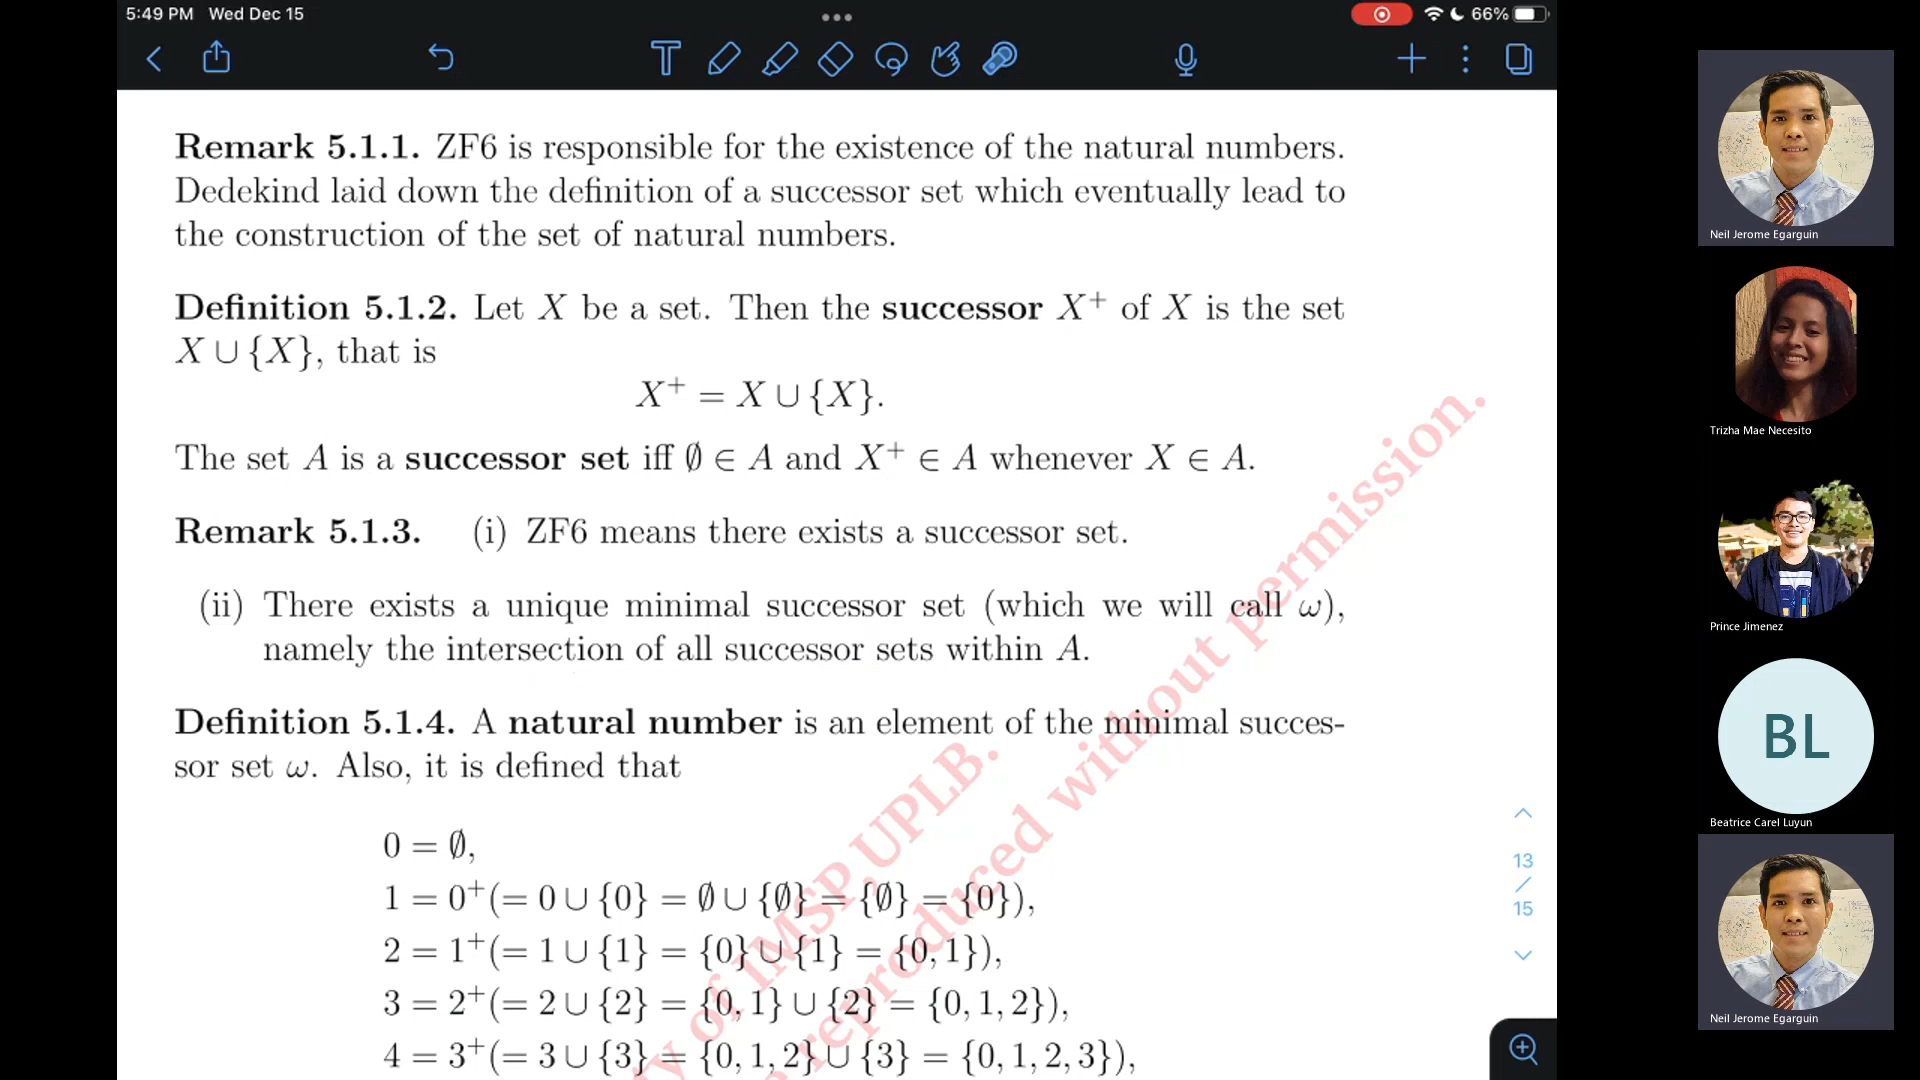 5:49 PM Wed Dec 15
66%
Remark 5.1.1. ZF6 is responsible for the existence of the natural numbers.
Dedekind laid down the definition of a successor set which eventually lead to
the construction of the set of natural numbers.
Definition 5.1.2. Let X be a set. Then the successor X⁺ of X is the set
X ∪ {X}, that is
X⁺ = X ∪ {X}.
The set A is a successor set iff ∅ ∈ A and X⁺ ∈ A whenever X ∈ A.
Remark 5.1.3. (i) ZF6 means there exists a successor set.
(ii) There exists a unique minimal successor set (which we will call ω),
namely the intersection of all successor sets within A.
Definition 5.1.4. A natural number is an element of the minimal succes-
sor set ω. Also, it is defined that
0 = ∅,
1 = 0⁺(= 0 ∪ {0} = ∅ ∪ {∅} = {∅} = {0}),
2 = 1⁺(= 1 ∪ {1} = {0} ∪ {1} = {0, 1}),
3 = 2⁺(= 2 ∪ {2} = {0, 1} ∪ {2} = {0, 1, 2}),
4 = 3⁺(= 3 ∪ {3} = {0, 1, 2} ∪ {3} = {0, 1, 2, 3}),
of IMSP, UPLB.
reproduced without permission.
13
/
15
Neil Jerome Egarguin
Trizha Mae Necesito
Prince Jimenez
BL
Beatrice Carel Luyun
Neil Jerome Egarguin